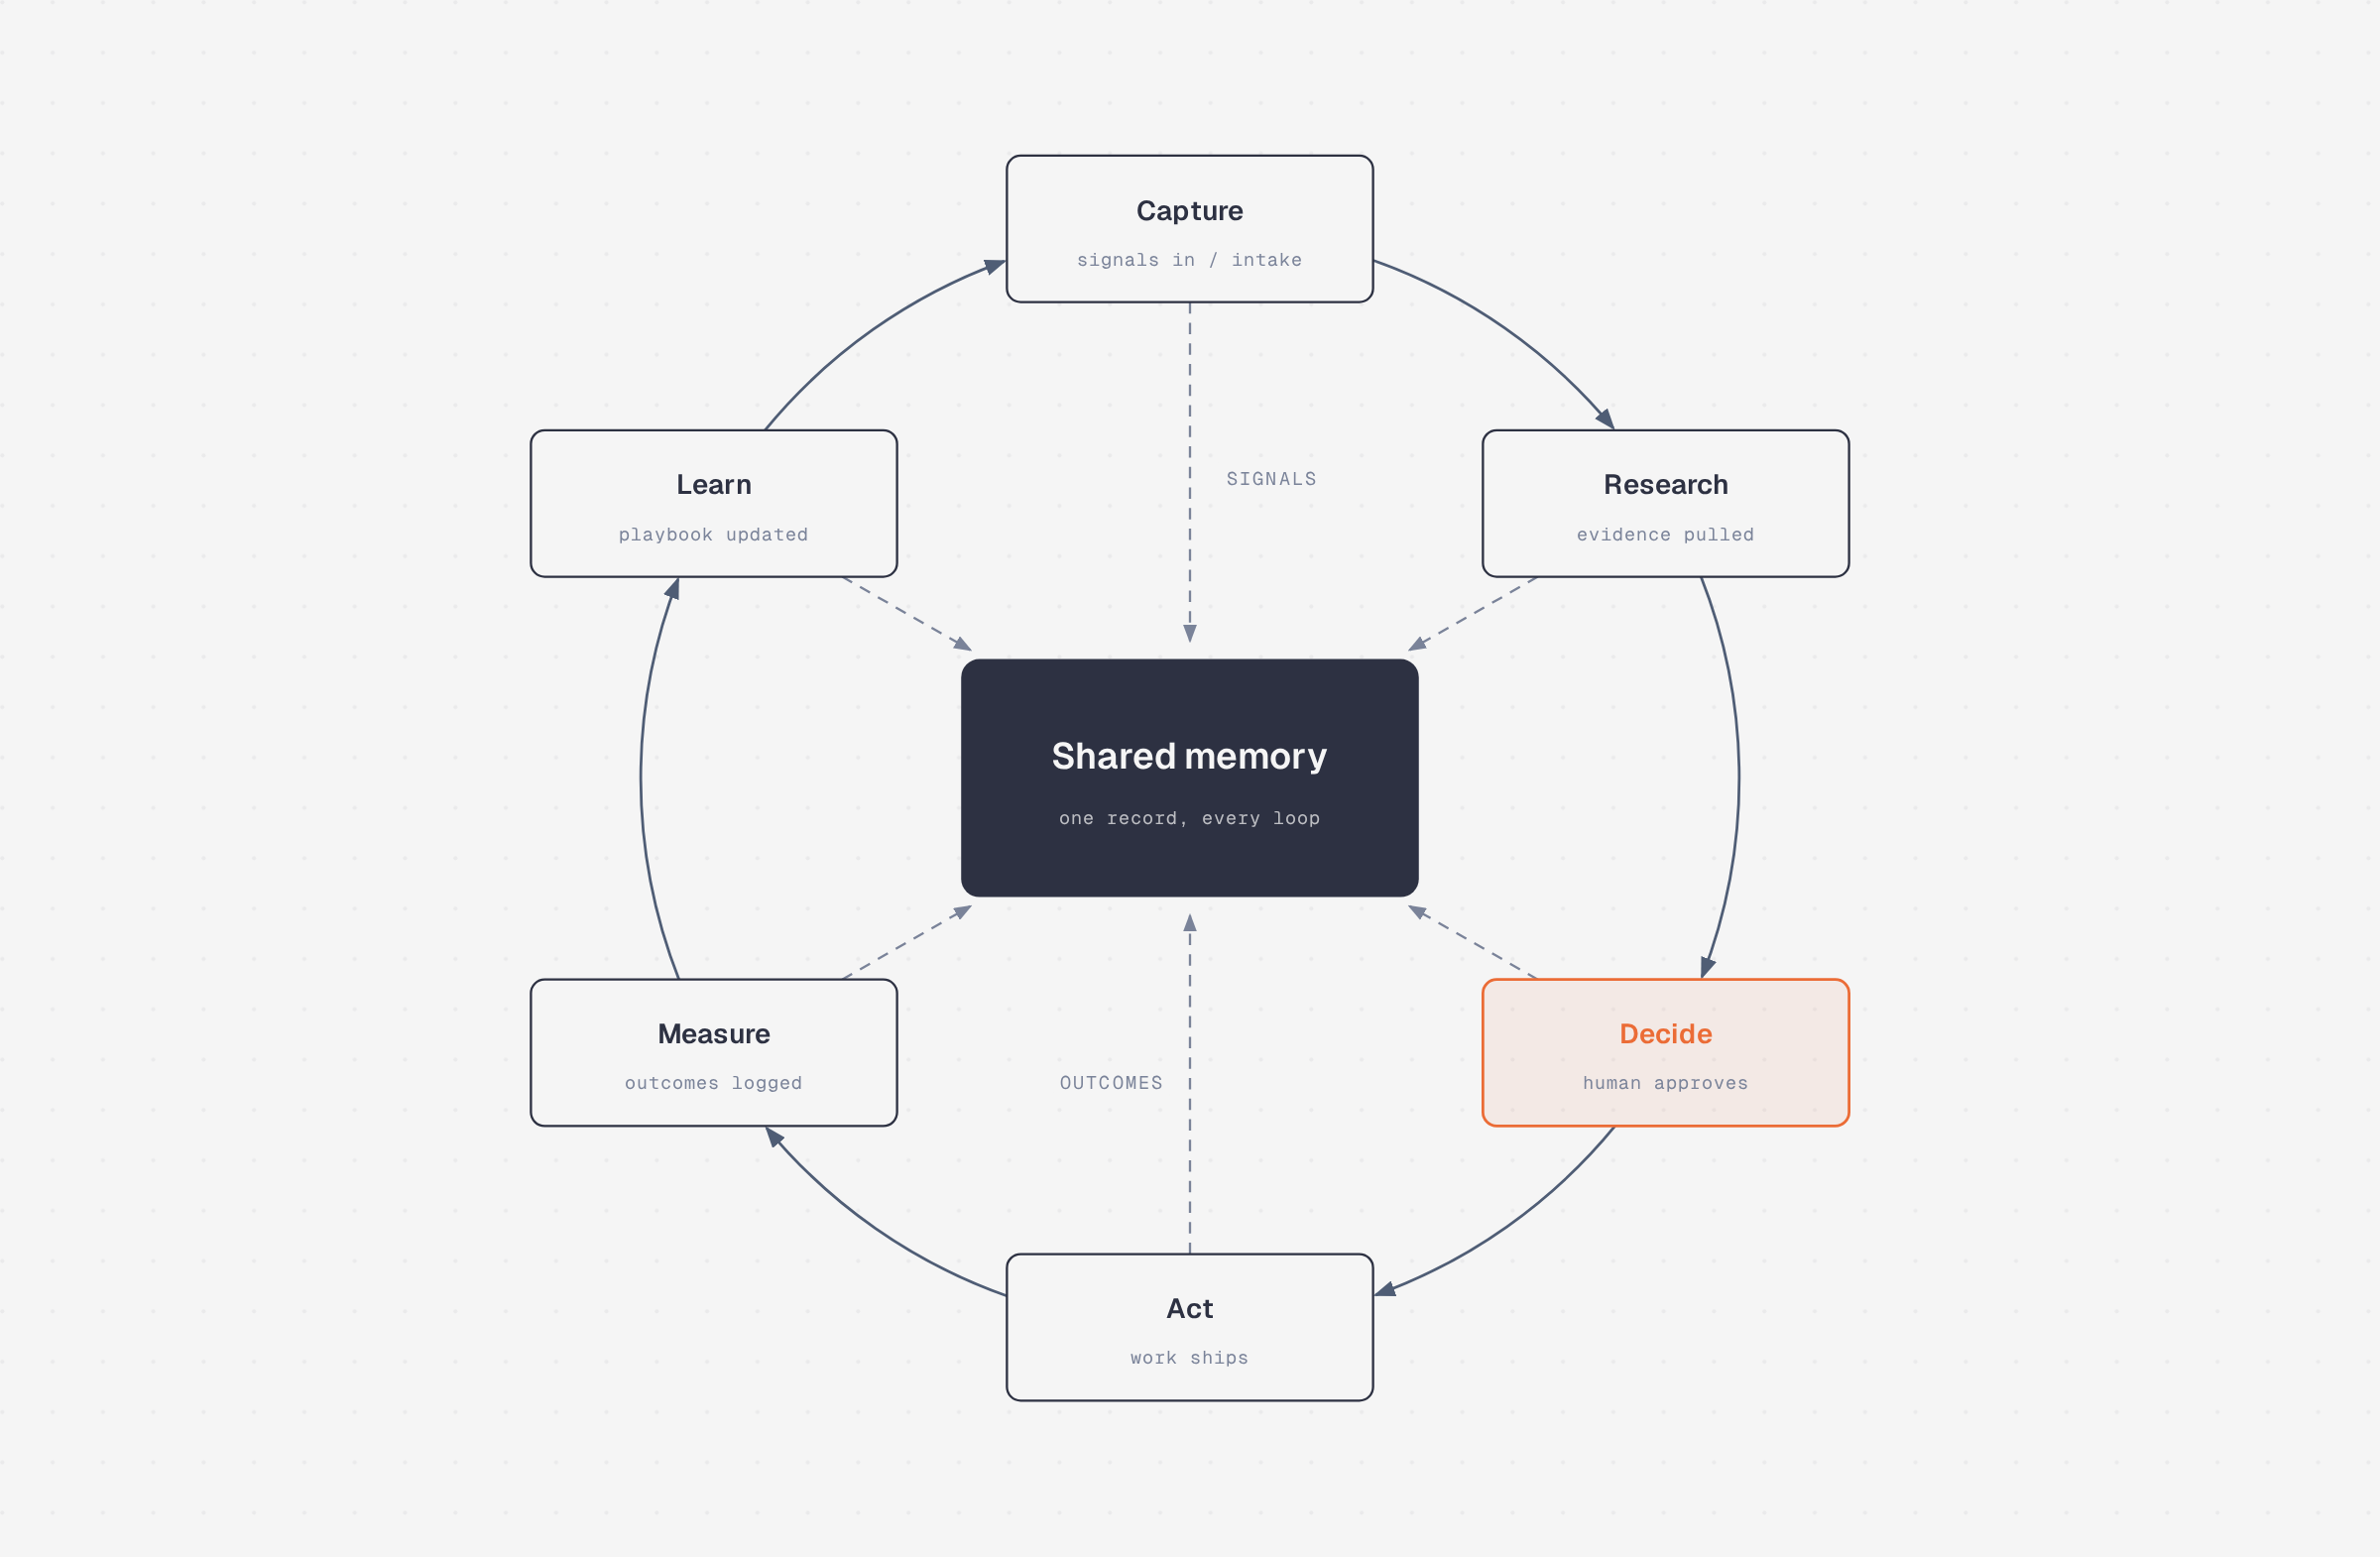 Capture
signals in / intake
Learn
playbook updated
SIGNALS
Research
evidence pulled
Shared memory
one record, every loop
Measure
outcomes logged
OUTCOMES
Decide
human approves
Act
work ships